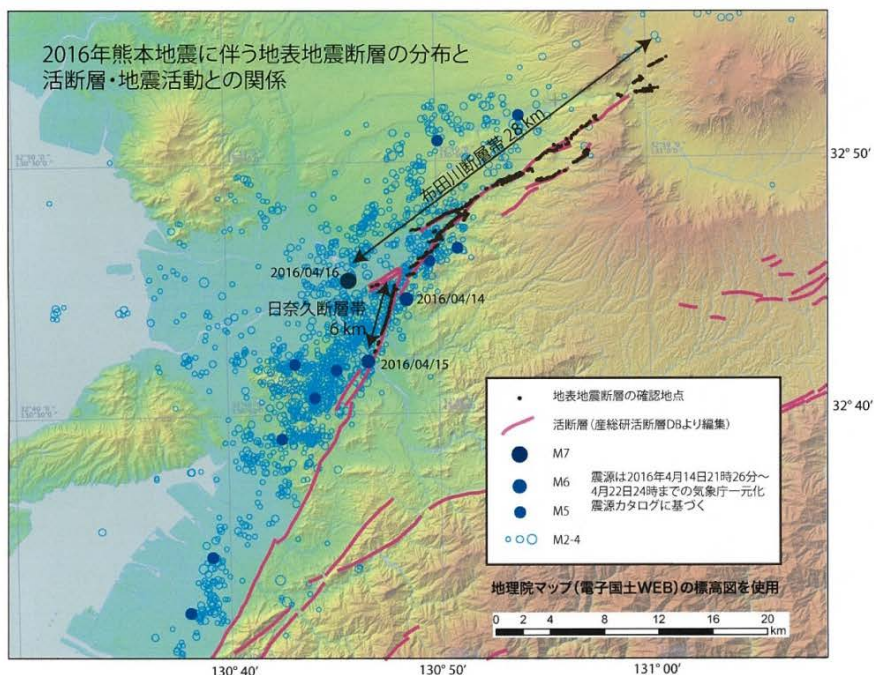 2016年熊本地震に伴う地表地震断層の分布と
活断層・地震活動との関係
布田川断層帯 28 km
32 50
2016/04/16
2016/04/14
日奈久断層帯
6 km
2016/04/15
地表地震断層の確認地点
活断層(産総研活断層DBより編集)
32 40
M7
M6
震源は2016年4月14日21時26分~
4月22日24時までの気象庁一元化
震源カタログに基づく
M5
M2-4
地理院マップ(電子国土WEB)の標高図を使用
0 2 4 6 8 10 12 14 16 20
km
130 40'
130 50'
131 00'